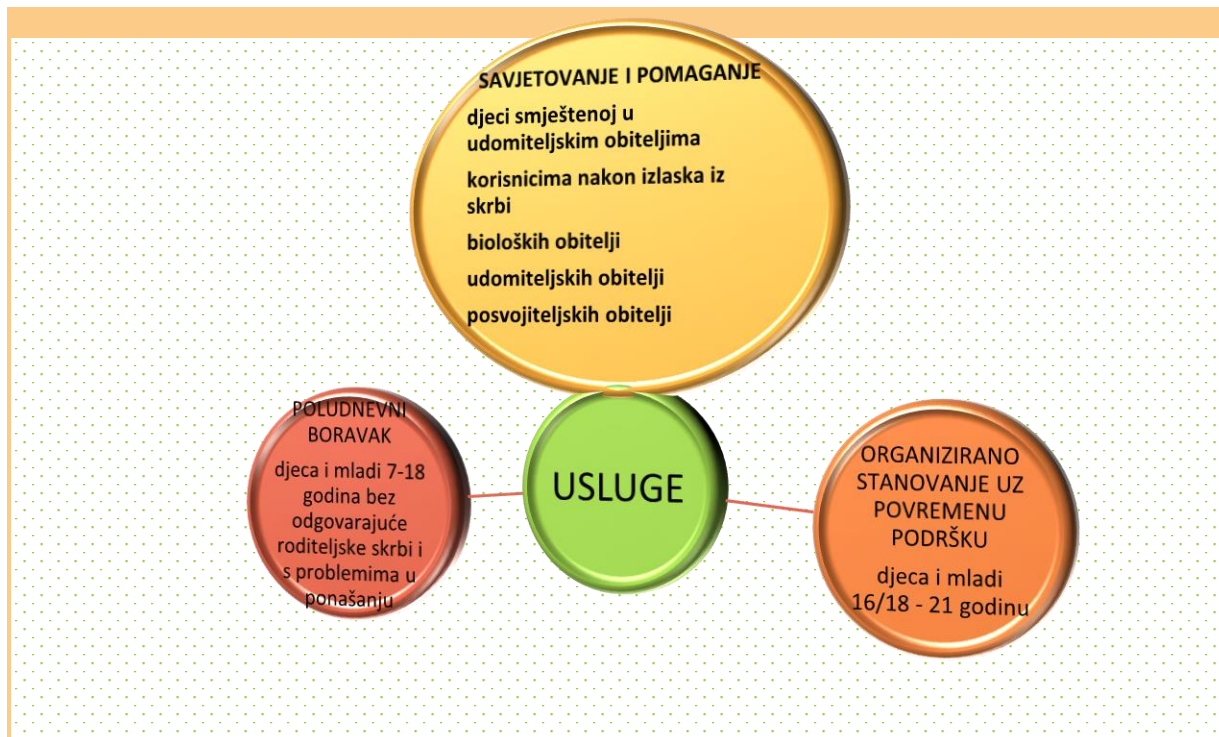 SAVJETOVANJE I POMAGANJE
djeci smještenoj u
udomiteljskim obiteljima
korisnicima nakon izlaska iz
skrbi
bioloških obitelji
udomiteljskih obitelji
posvojiteljskih obitelji
POLUDNEVNI
BORAVAK
djeca i mladi 7-18
godina bez
odgovarajuće
roditeljske skrbi i
s problemima u
ponašanju
USLUGE
ORGANIZIRANO
STANOVANJE UZ
POVREMENU
PODRŠKU
djeca i mladi
16/18 - 21 godinu